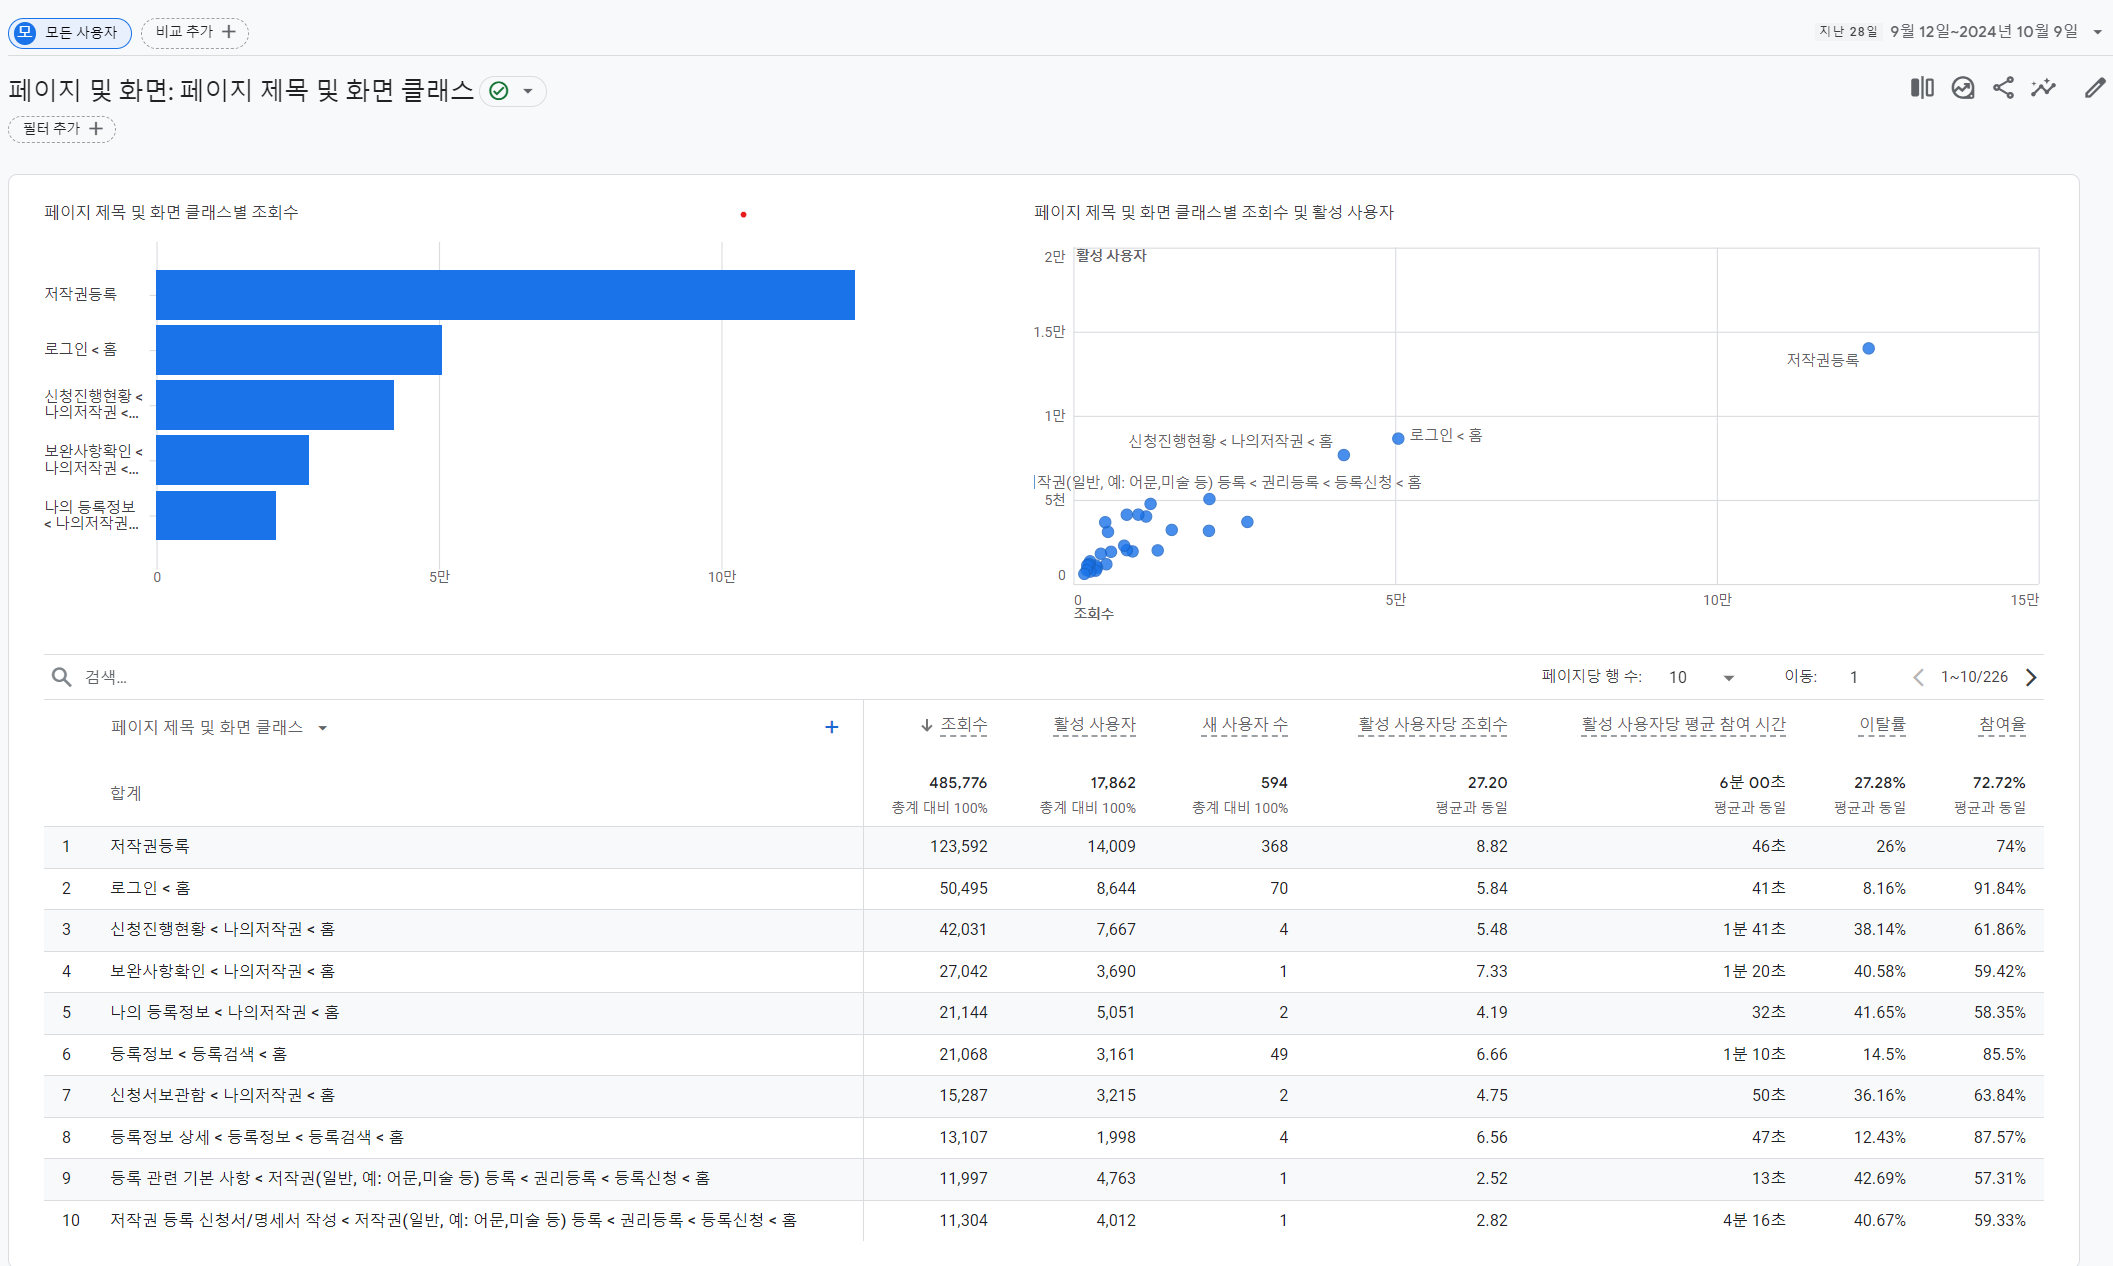 모 모든 사용자 비교 추가
지난 28일 9월 12일~2024년 10월 9일
페이지 및 화면: 페이지 제목 및 화면 클래스
필터 추가
페이지 제목 및 화면 클래스별 조회수
저작권등록
로그인 < 홈
신청진행현황 <
나의저작권 <...
보완사항확인 <
나의저작권 <...
나의 등록정보
< 나의저작권...
0 5만 10만
페이지 제목 및 화면 클래스별 조회수 및 활성 사용자
2만 활성 사용자
1.5만
저작권등록
1만
신청진행현황 < 나의저작권 < 홈 로그인 < 홈
작권(일반, 예: 어문,미술 등) 등록 < 권리등록 < 등록신청 < 홈
5천
0
0 5만 10만 15만
조회수
검색... 페이지당 행 수: 10 이동: 1 1~10/226
페이지 제목 및 화면 클래스 + ↓ 조회수 활성 사용자 새 사용자 수 활성 사용자당 조회수 활성 사용자당 평균 참여 시간 이탈률 참여율
합계 485,776 17,862 594 27.20 6분 00초 27.28% 72.72%
총계 대비 100% 총계 대비 100% 총계 대비 100% 평균과 동일 평균과 동일 평균과 동일 평균과 동일
1 저작권등록 123,592 14,009 368 8.82 46초 26% 74%
2 로그인 < 홈 50,495 8,644 70 5.84 41초 8.16% 91.84%
3 신청진행현황 < 나의저작권 < 홈 42,031 7,667 4 5.48 1분 41초 38.14% 61.86%
4 보완사항확인 < 나의저작권 < 홈 27,042 3,690 1 7.33 1분 20초 40.58% 59.42%
5 나의 등록정보 < 나의저작권 < 홈 21,144 5,051 2 4.19 32초 41.65% 58.35%
6 등록정보 < 등록검색 < 홈 21,068 3,161 49 6.66 1분 10초 14.5% 85.5%
7 신청서보관함 < 나의저작권 < 홈 15,287 3,215 2 4.75 50초 36.16% 63.84%
8 등록정보 상세 < 등록정보 < 등록검색 < 홈 13,107 1,998 4 6.56 47초 12.43% 87.57%
9 등록 관련 기본 사항 < 저작권(일반, 예: 어문,미술 등) 등록 < 권리등록 < 등록신청 < 홈 11,997 4,763 1 2.52 13초 42.69% 57.31%
10 저작권 등록 신청서/명세서 작성 < 저작권(일반, 예: 어문,미술 등) 등록 < 권리등록 < 등록신청 < 홈 11,304 4,012 1 2.82 4분 16초 40.67% 59.33%